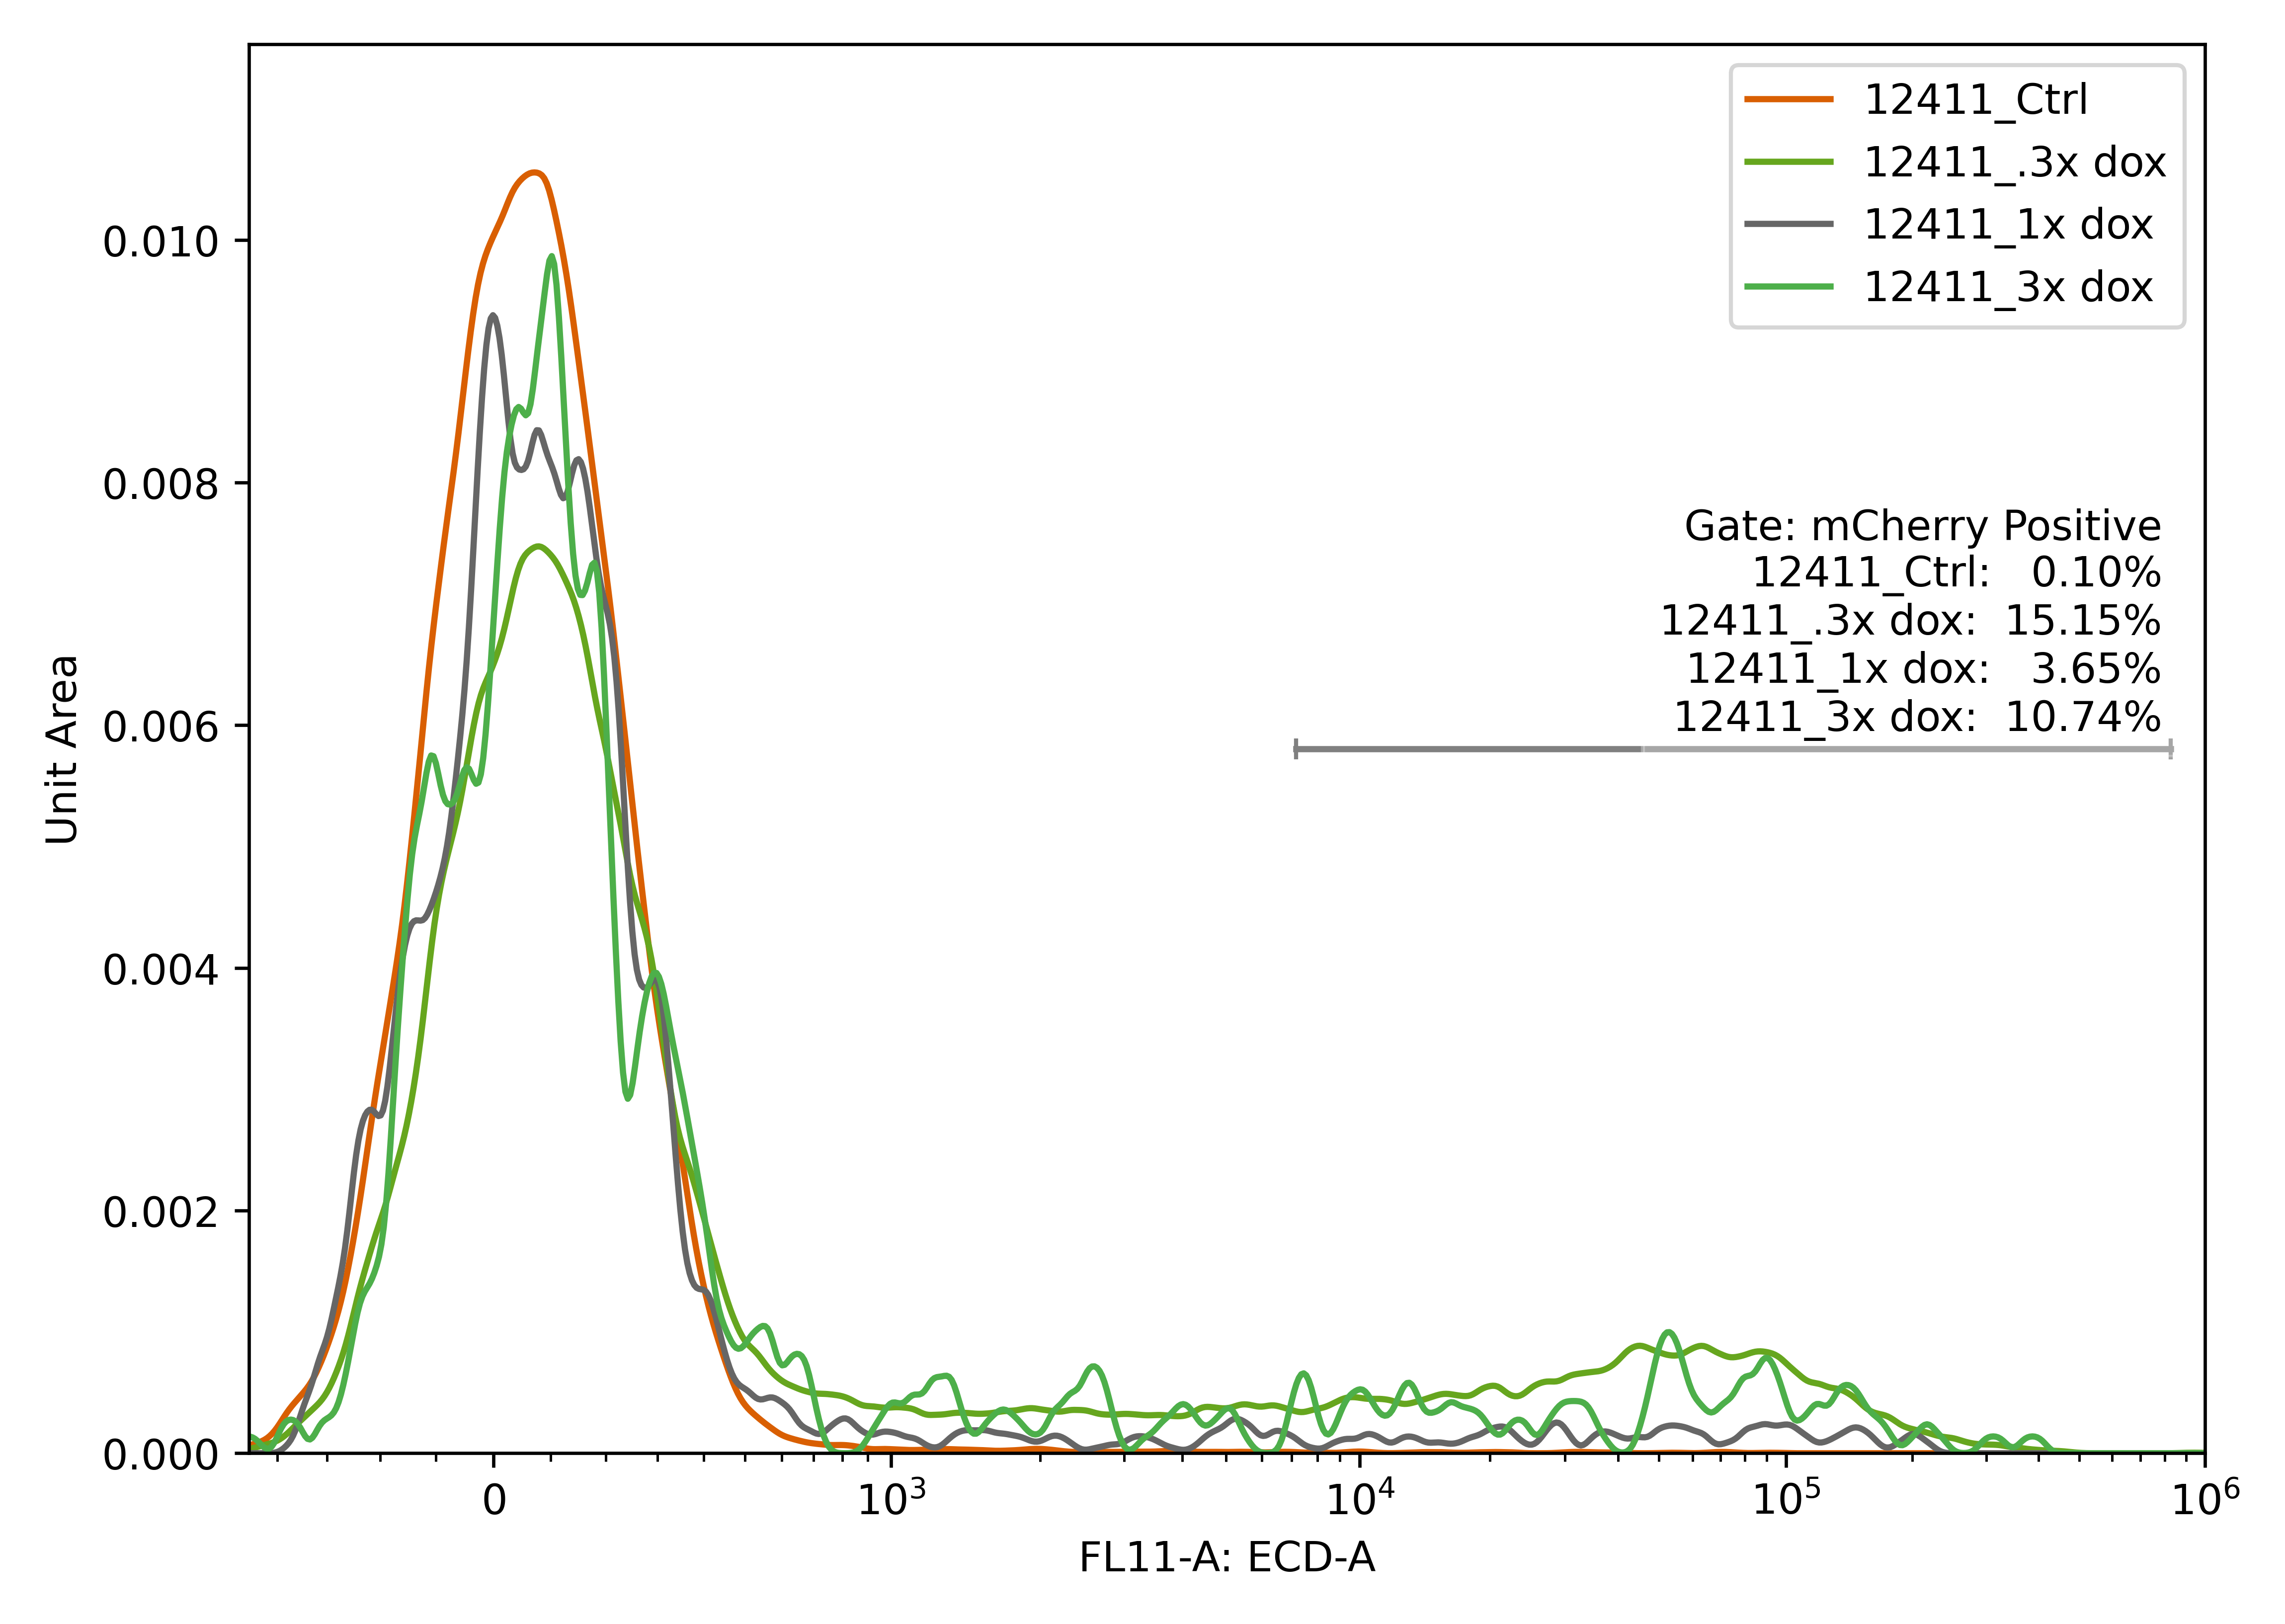 12411_Ctrl
12411_.3x dox
12411_1x dox
12411_3x dox
0.010
0.008
0.006
0.004
0.002
0.000
Unit Area
Gate: mCherry Positive
12411_Ctrl: 0.10%
12411_.3x dox: 15.15%
12411_1x dox: 3.65%
12411_3x dox: 10.74%
0 10³ 10⁴ 10⁵ 10⁶
FL11-A: ECD-A